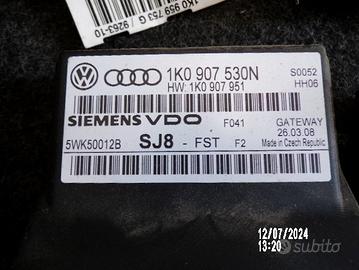 1K0 959 753 G / 9263-10
1K0 907 530N S0052
HW: 1K0 907 951 HH06
SIEMENS VDO F041 GATEWAY
26.03.08
5WK50012B SJ8 - FST F2 Made in Czech Republic
12/07/2024
13:20
subito